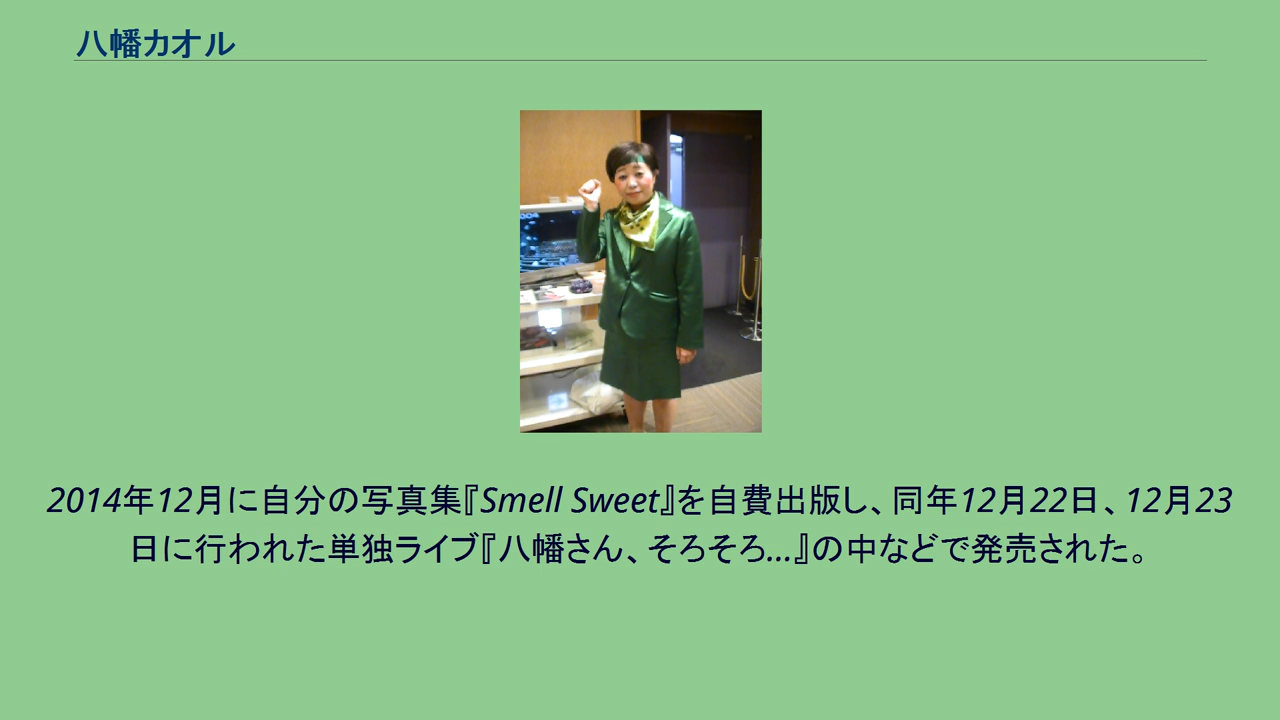 八幡カオル
2014年12月に自分の写真集『Smell Sweet』を自費出版し、同年12月22日、12月23
日に行われた単独ライブ『八幡さん、そろそろ...』の中などで発売された。